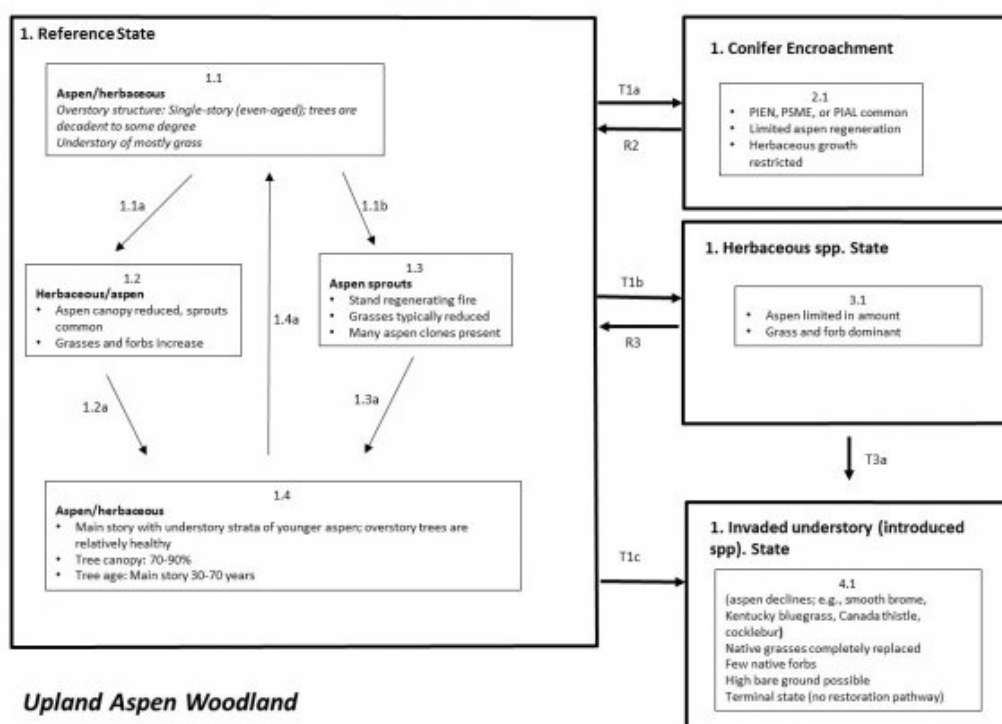 1. Reference State
1.1
Aspen/herbaceous
Overstory structure: Single-story (even-aged); trees are
decadent to some degree
Understory of mostly grass
1.1a
1.1b
1.2
Herbaceous/aspen
• Aspen canopy reduced, sprouts
common
• Grasses and forbs increase
1.4a
1.3
Aspen sprouts
• Stand regenerating fire
• Grasses typically reduced
• Many aspen clones present
1.2a
1.3a
1.4
Aspen/herbaceous
• Main story with understory strata of younger aspen; overstory trees are
relatively healthy
• Tree canopy: 70-90%
• Tree age: Main story 30-70 years
T1a
R2
1. Conifer Encroachment
2.1
• PIEN, PSME, or PIAL common
• Limited aspen regeneration
• Herbaceous growth
restricted
T1b
R3
1. Herbaceous spp. State
3.1
• Aspen limited in amount
• Grass and forb dominant
T3a
T1c
1. Invaded understory (introduced
spp). State
4.1
(aspen declines; e.g., smooth brome,
Kentucky bluegrass, Canada thistle,
cocklebur)
Native grasses completely replaced
Few native forbs
High bare ground possible
Terminal state (no restoration pathway)
Upland Aspen Woodland